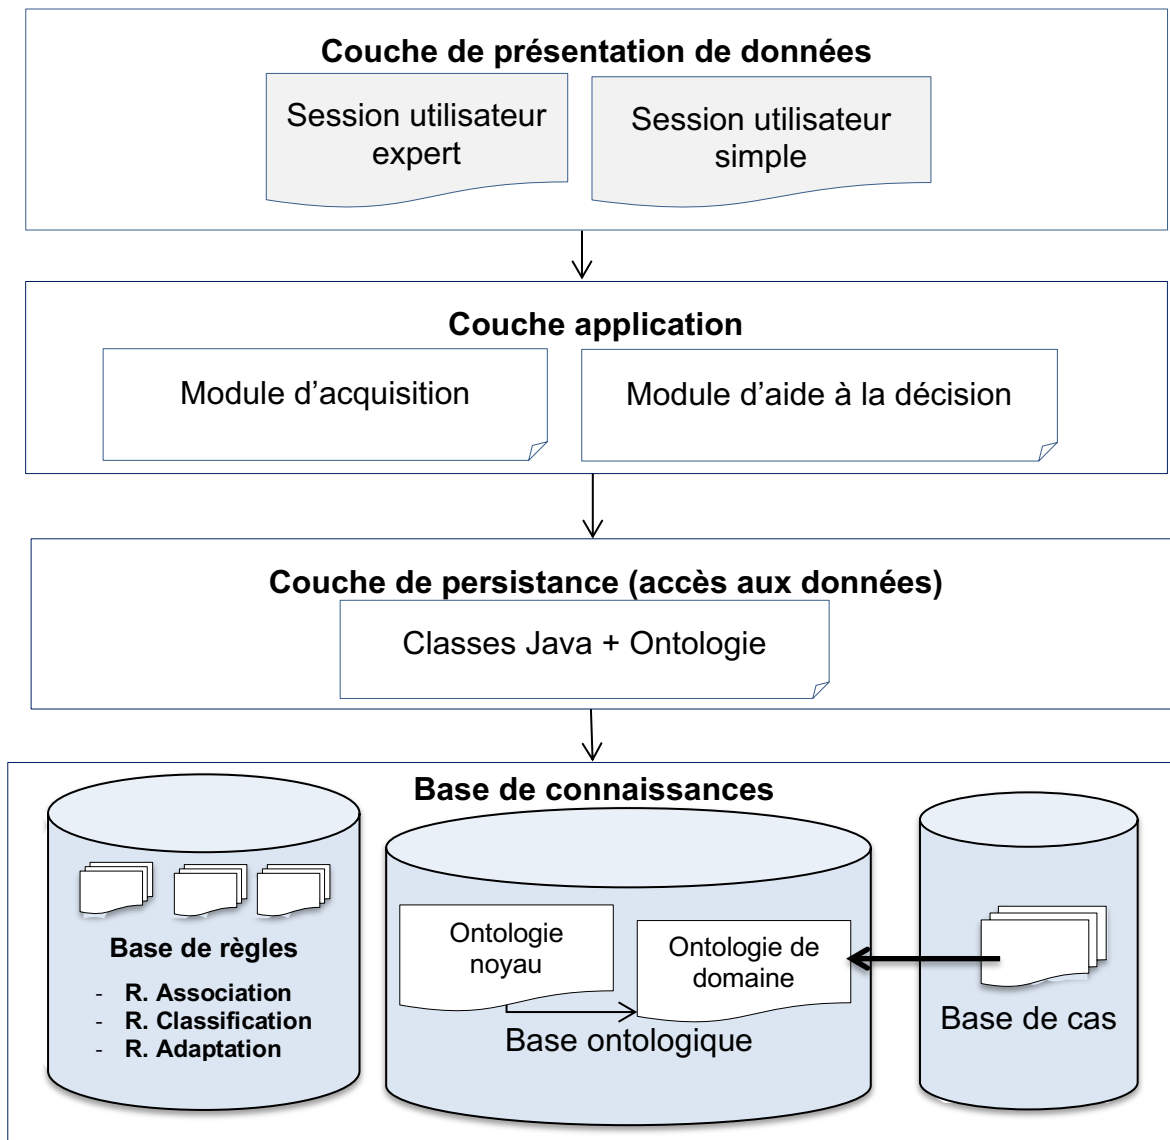 Couche de présentation de données
Session utilisateur
expert
Session utilisateur
simple
Couche application
Module d’acquisition
Module d’aide à la décision
Couche de persistance (accès aux données)
Classes Java + Ontologie
Base de connaissances
Base de règles
- R. Association
- R. Classification
- R. Adaptation
Ontologie
noyau
Ontologie de
domaine
Base ontologique
Base de cas